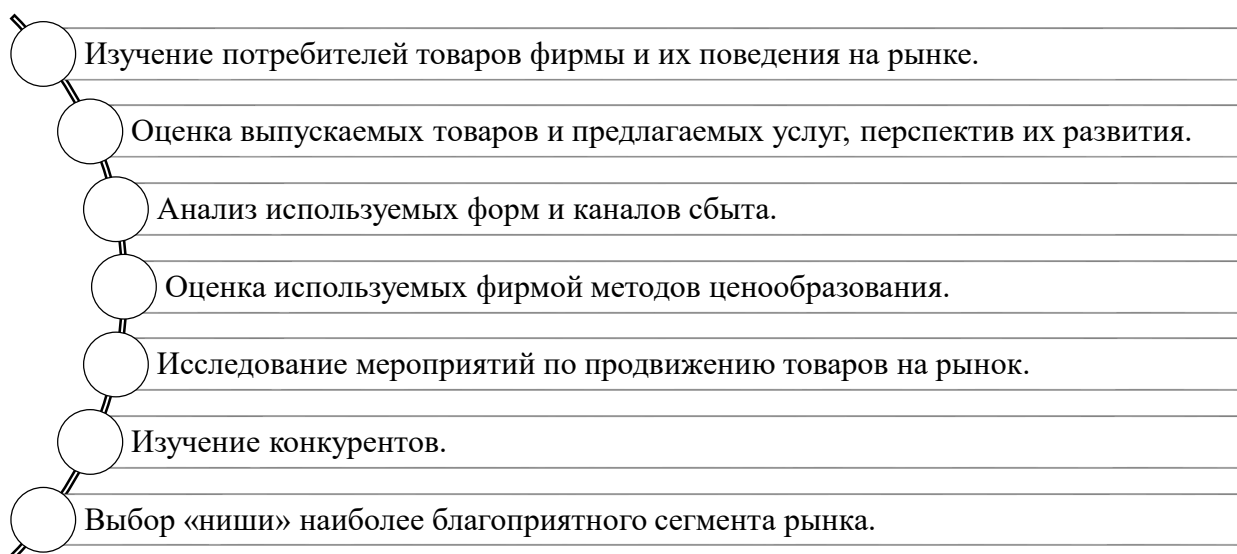 Изучение потребителей товаров фирмы и их поведения на рынке.
Оценка выпускаемых товаров и предлагаемых услуг, перспектив их развития.
Анализ используемых форм и каналов сбыта.
Оценка используемых фирмой методов ценообразования.
Исследование мероприятий по продвижению товаров на рынок.
Изучение конкурентов.
Выбор «ниши» наиболее благоприятного сегмента рынка.